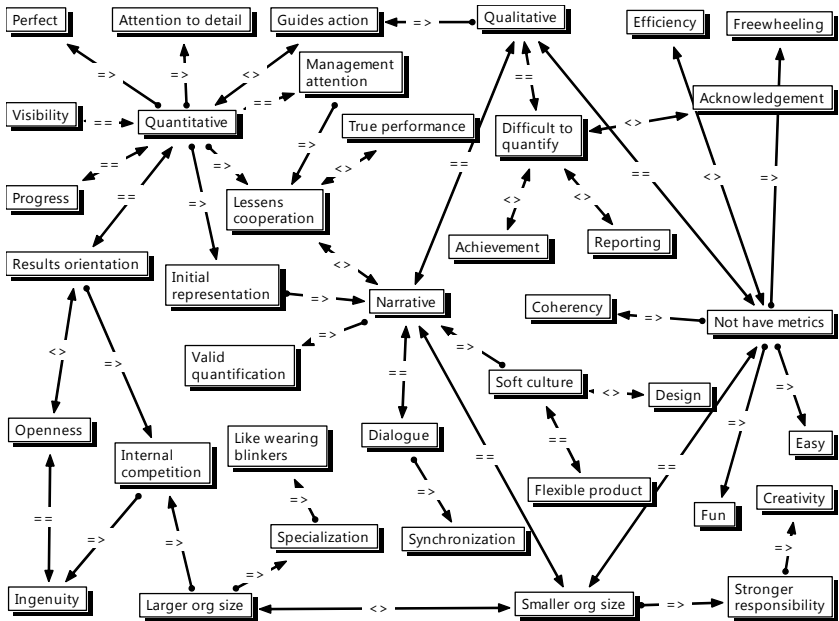 Perfect
Attention to detail
Guides action
=>
Qualitative
Efficiency
Freewheeling
=>
=>
<>
Management
attention
==
==
Acknowledgement
Visibility
==
Quantitative
True performance
Difficult to
quantify
<>
=>
<>
==
==
=>
==
<>
=>
Progress
==
=>
Lessens
cooperation
<>
<>
Achievement
Reporting
Results orientation
Initial
representation
<>
=>
Narrative
Coherency
=>
Not have metrics
=>
Valid
quantification
=>
<>
=>
==
Soft culture
<>
Design
=>
=>
Openness
Internal
competition
Like wearing
blinkers
Dialogue
==
Easy
==
==
=>
=>
Flexible product
Fun
Creativity
==
=>
=>
Specialization
Synchronization
=>
=>
Ingenuity
Larger org size
<>
Smaller org size
=>
Stronger
responsibility